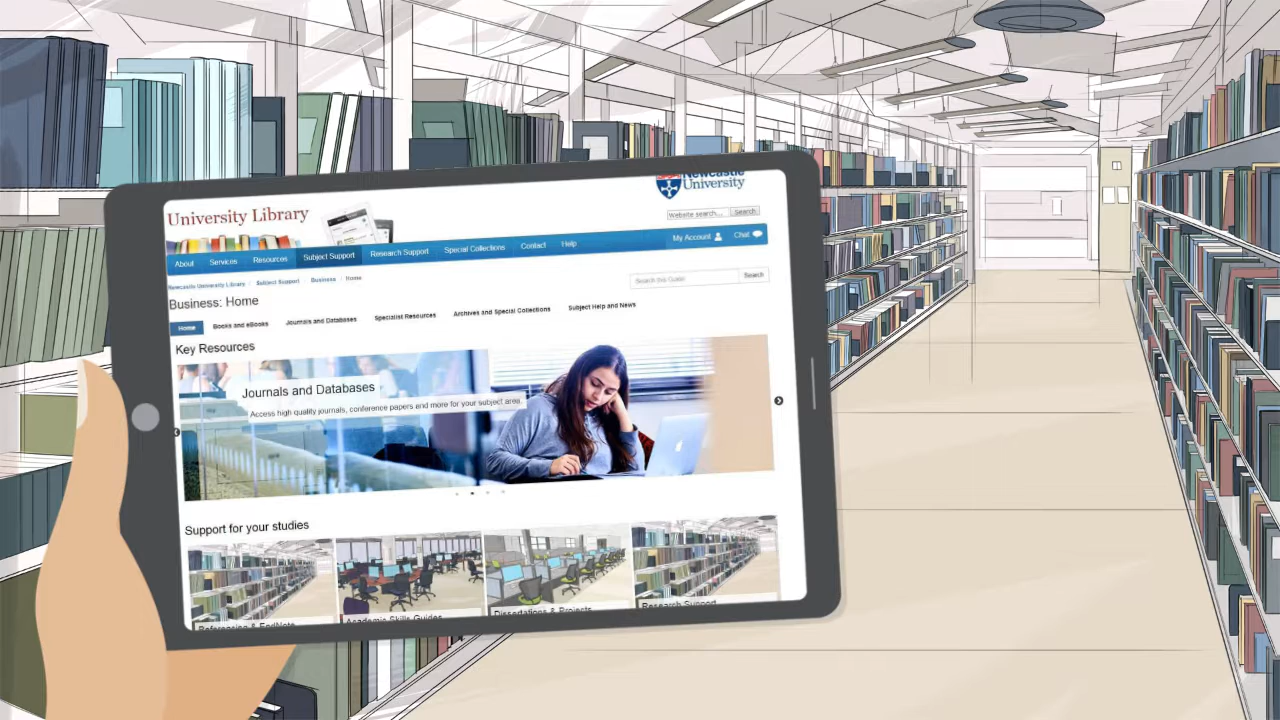 University Library
Newcastle
University
Website search... Search
About Services Resources Subject Support Research Support Special Collections Contact Help My Account Chat
Newcastle University Library / Subject Support / Business / Home
Search this Guide Search
Business: Home
Home Books and eBooks Journals and Databases Specialist Resources Archives and Special Collections Subject Help and News
Key Resources
Journals and Databases
Access high quality journals, conference papers and more for your subject area.
Support for your studies
Referencing & EndNote Academic Skills Guides Dissertations & Projects Research Support